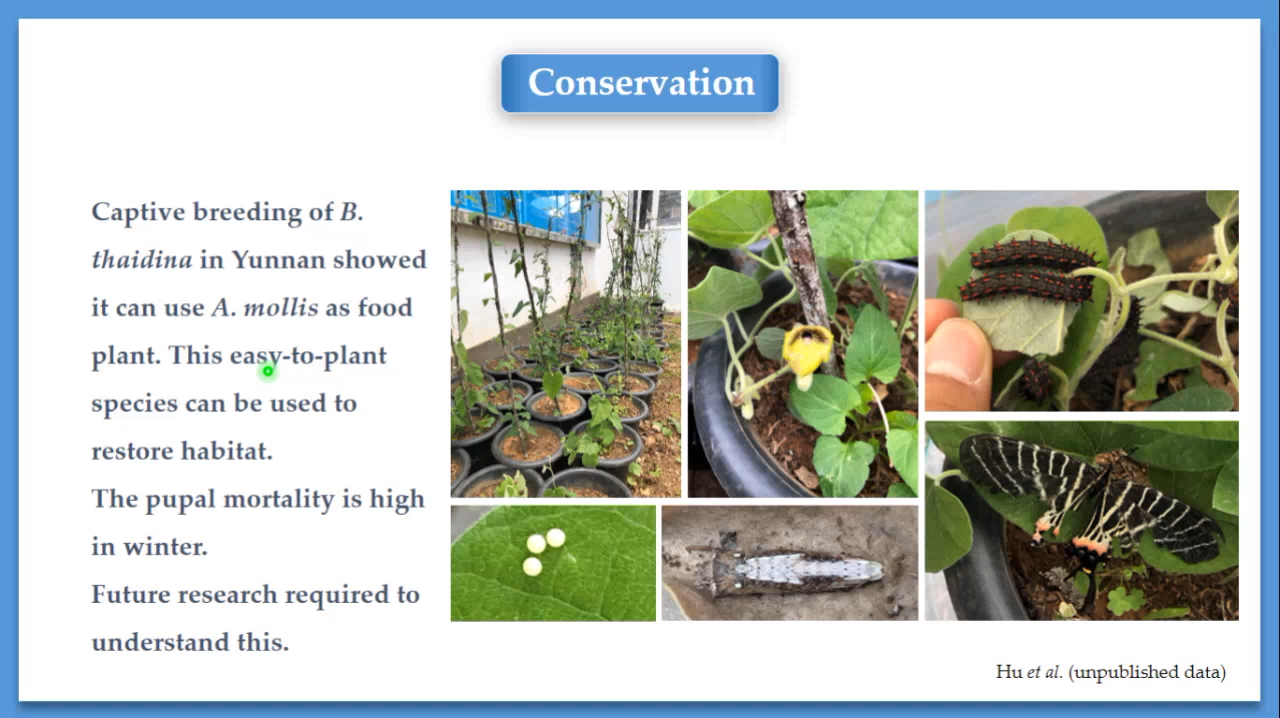 Conservation
Captive breeding of B.
thaidina in Yunnan showed
it can use A. mollis as food
plant. This easy-to-plant
species can be used to
restore habitat.
The pupal mortality is high
in winter.
Future research required to
understand this.
Hu et al. (unpublished data)